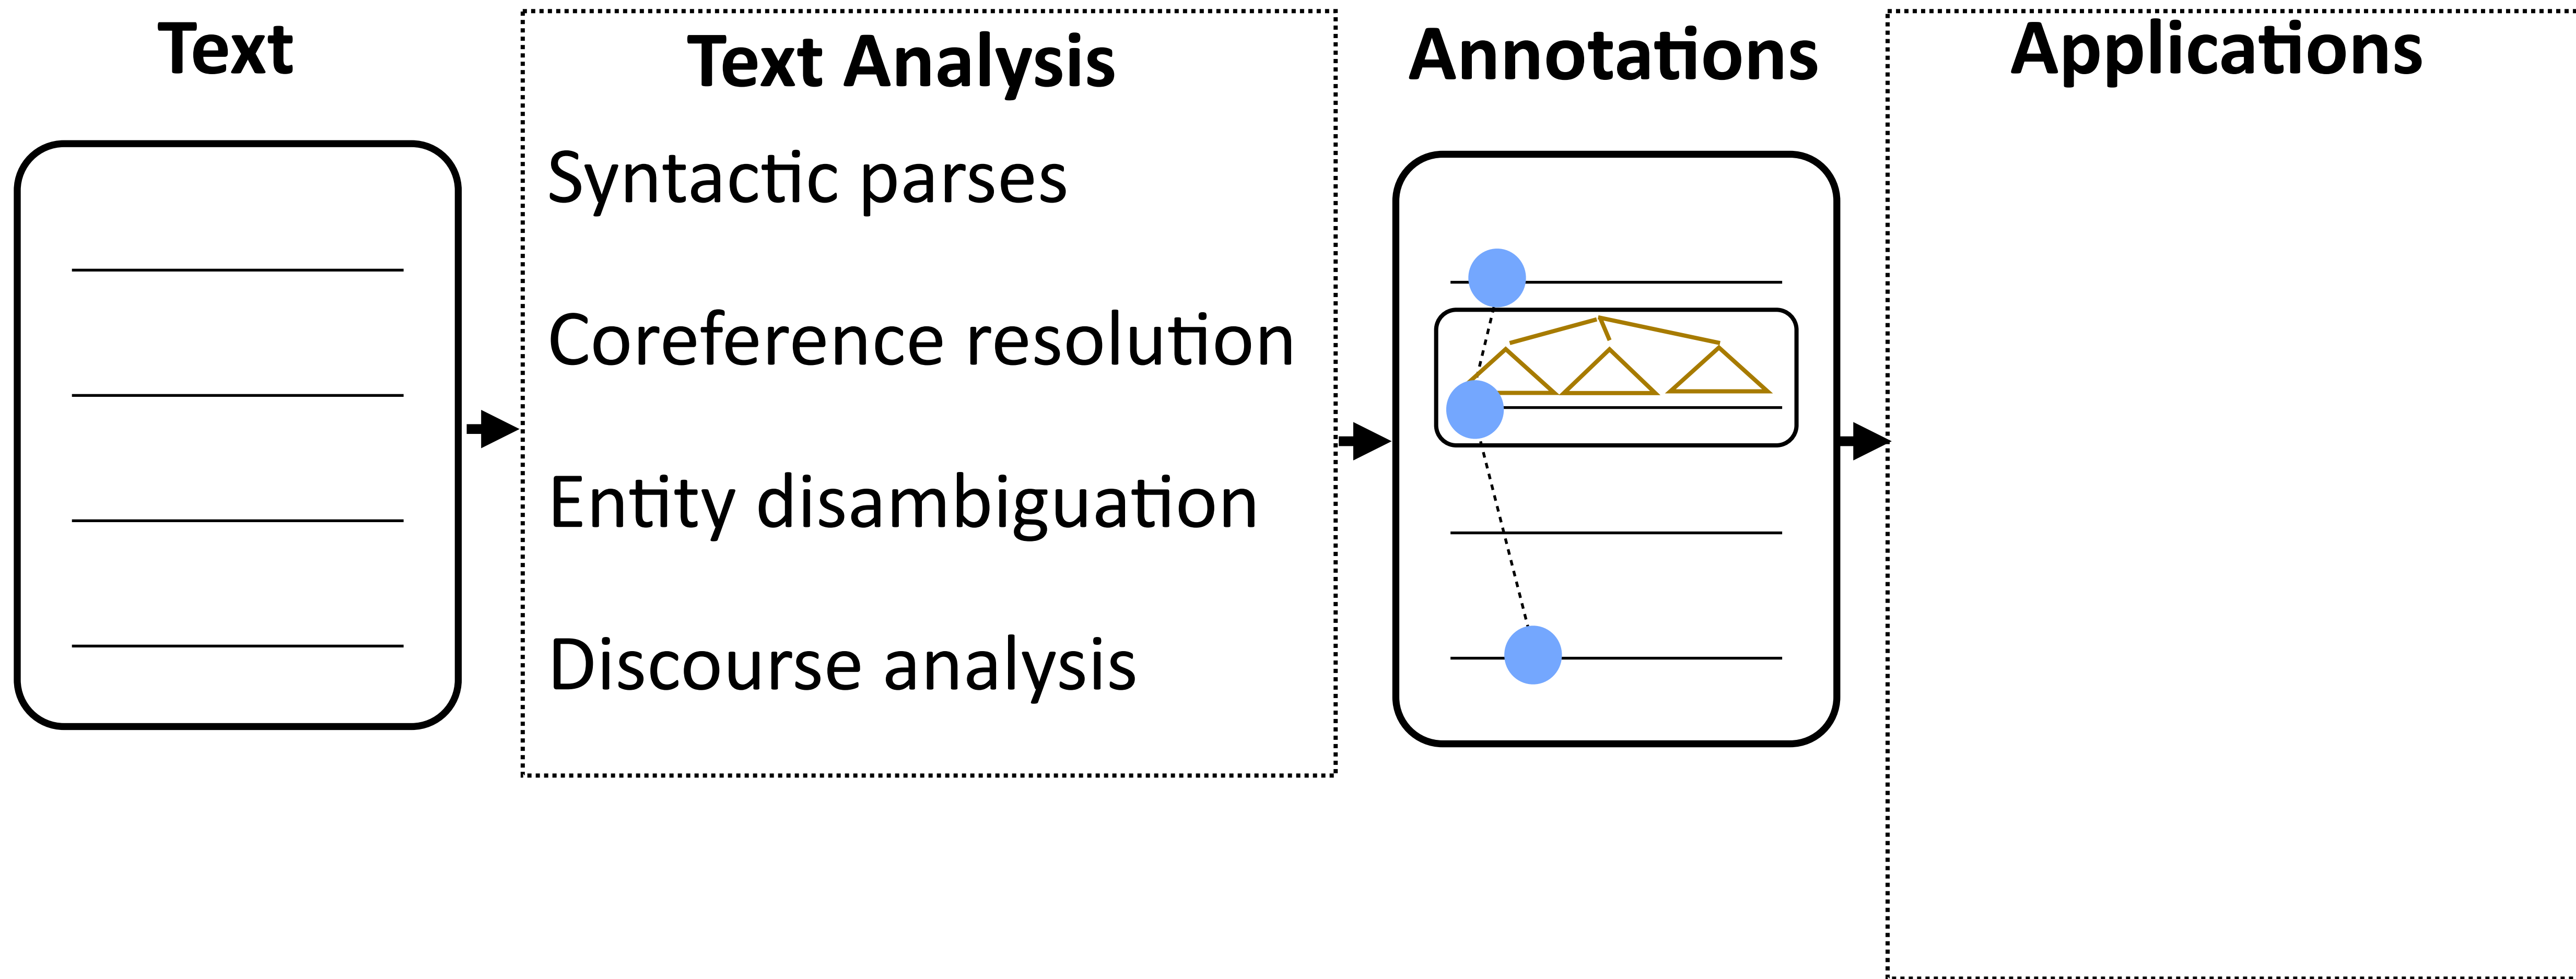 Text
Text Analysis
Syntactic parses
Coreference resolution
Entity disambiguation
Discourse analysis
Annotations
Applications